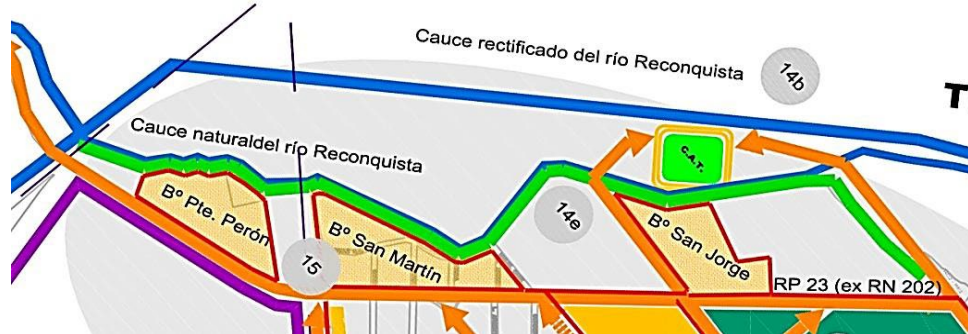 Cauce rectificado del río Reconquista
14b
T
Cauce naturaldel río Reconquista
C.A.T.
Bº Pte. Perón
15
Bº San Martín
14e
Bº San Jorge
RP 23 (ex RN 202)